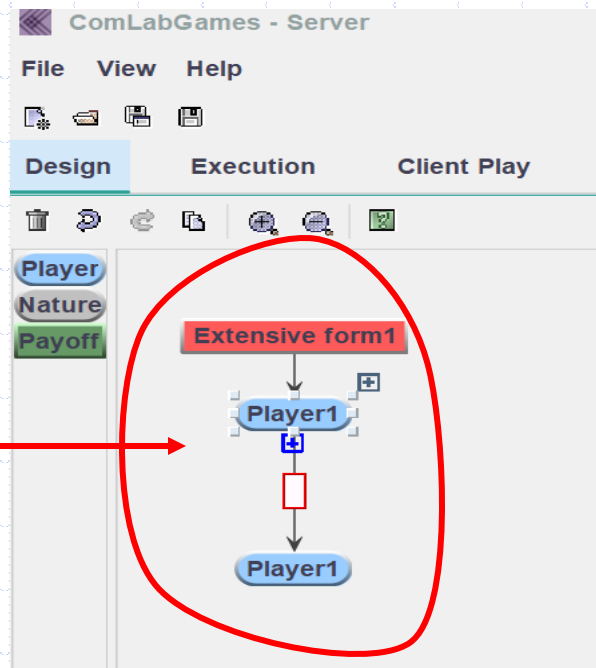 ComLabGames - Server
File View Help
Design Execution Client Play
Player
Nature
Payoff
Extensive form1
Player1
Player1